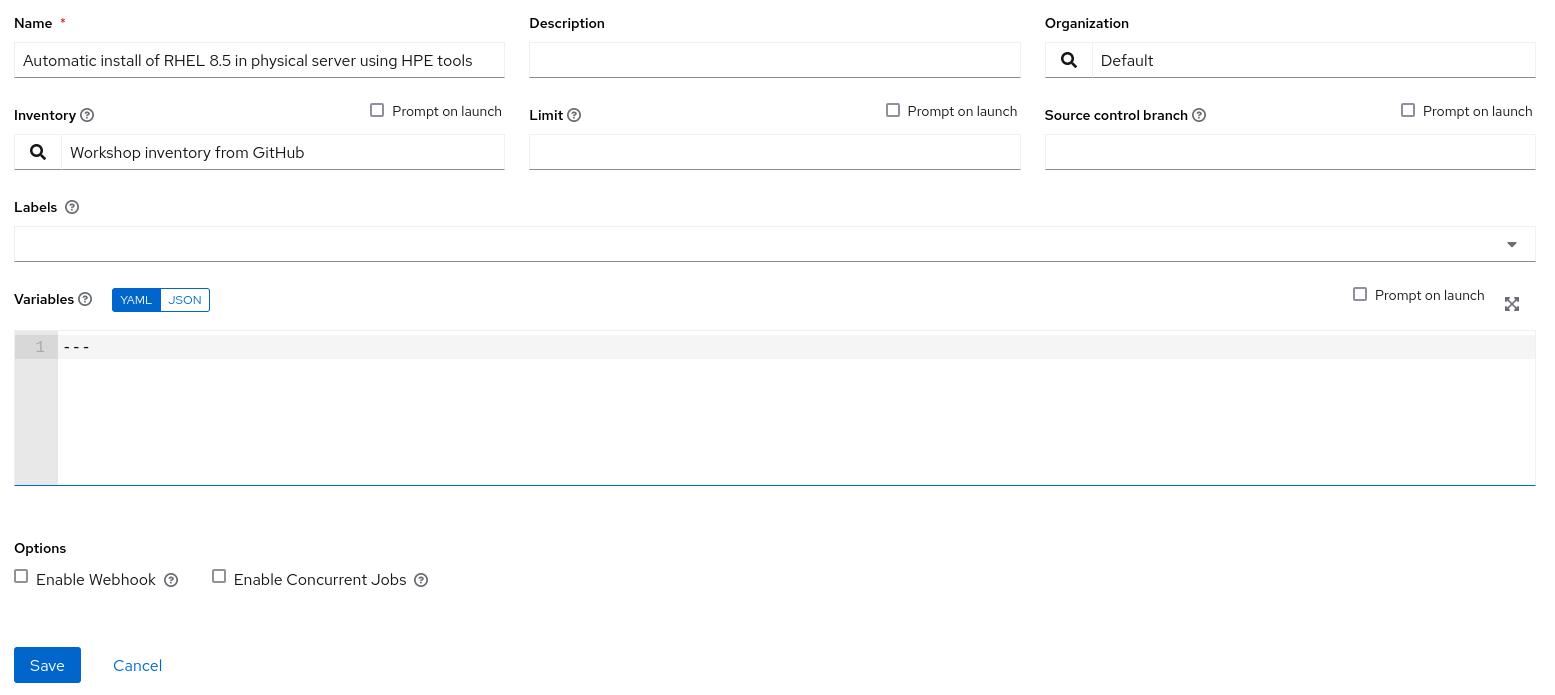 Name *
Description
Organization
Automatic install of RHEL 8.5 in physical server using HPE tools
Default
Inventory
Prompt on launch
Limit
Prompt on launch
Source control branch
Prompt on launch
Workshop inventory from GitHub
Labels
Variables
YAML
JSON
Prompt on launch
1
---
Options
Enable Webhook
Enable Concurrent Jobs
Save
Cancel